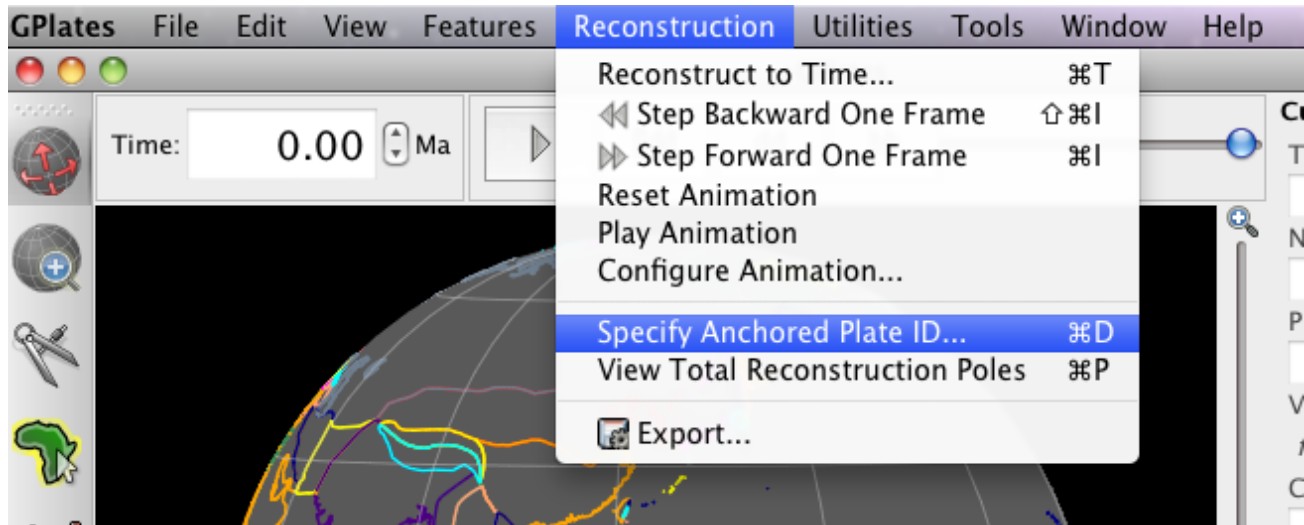 GPlates File Edit View Features Reconstruction Utilities Tools Window Help
Time: 0.00 Ma
Reconstruct to Time... ⌘T
Step Backward One Frame ⇧⌘I
Step Forward One Frame ⌘I
Reset Animation
Play Animation
Configure Animation...
Specify Anchored Plate ID... ⌘D
View Total Reconstruction Poles ⌘P
Export...